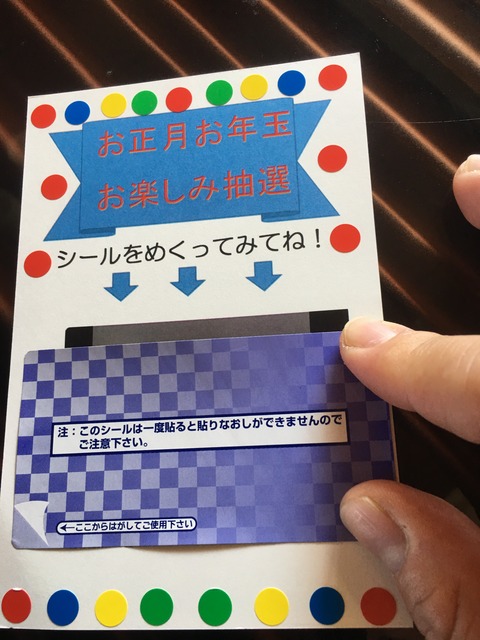 お正月お年玉
お楽しみ抽選
シールをめくってみてね！
注：このシールは一度貼ると貼りなおしができませんので
ご注意下さい。
←ここからはがしてご使用下さい